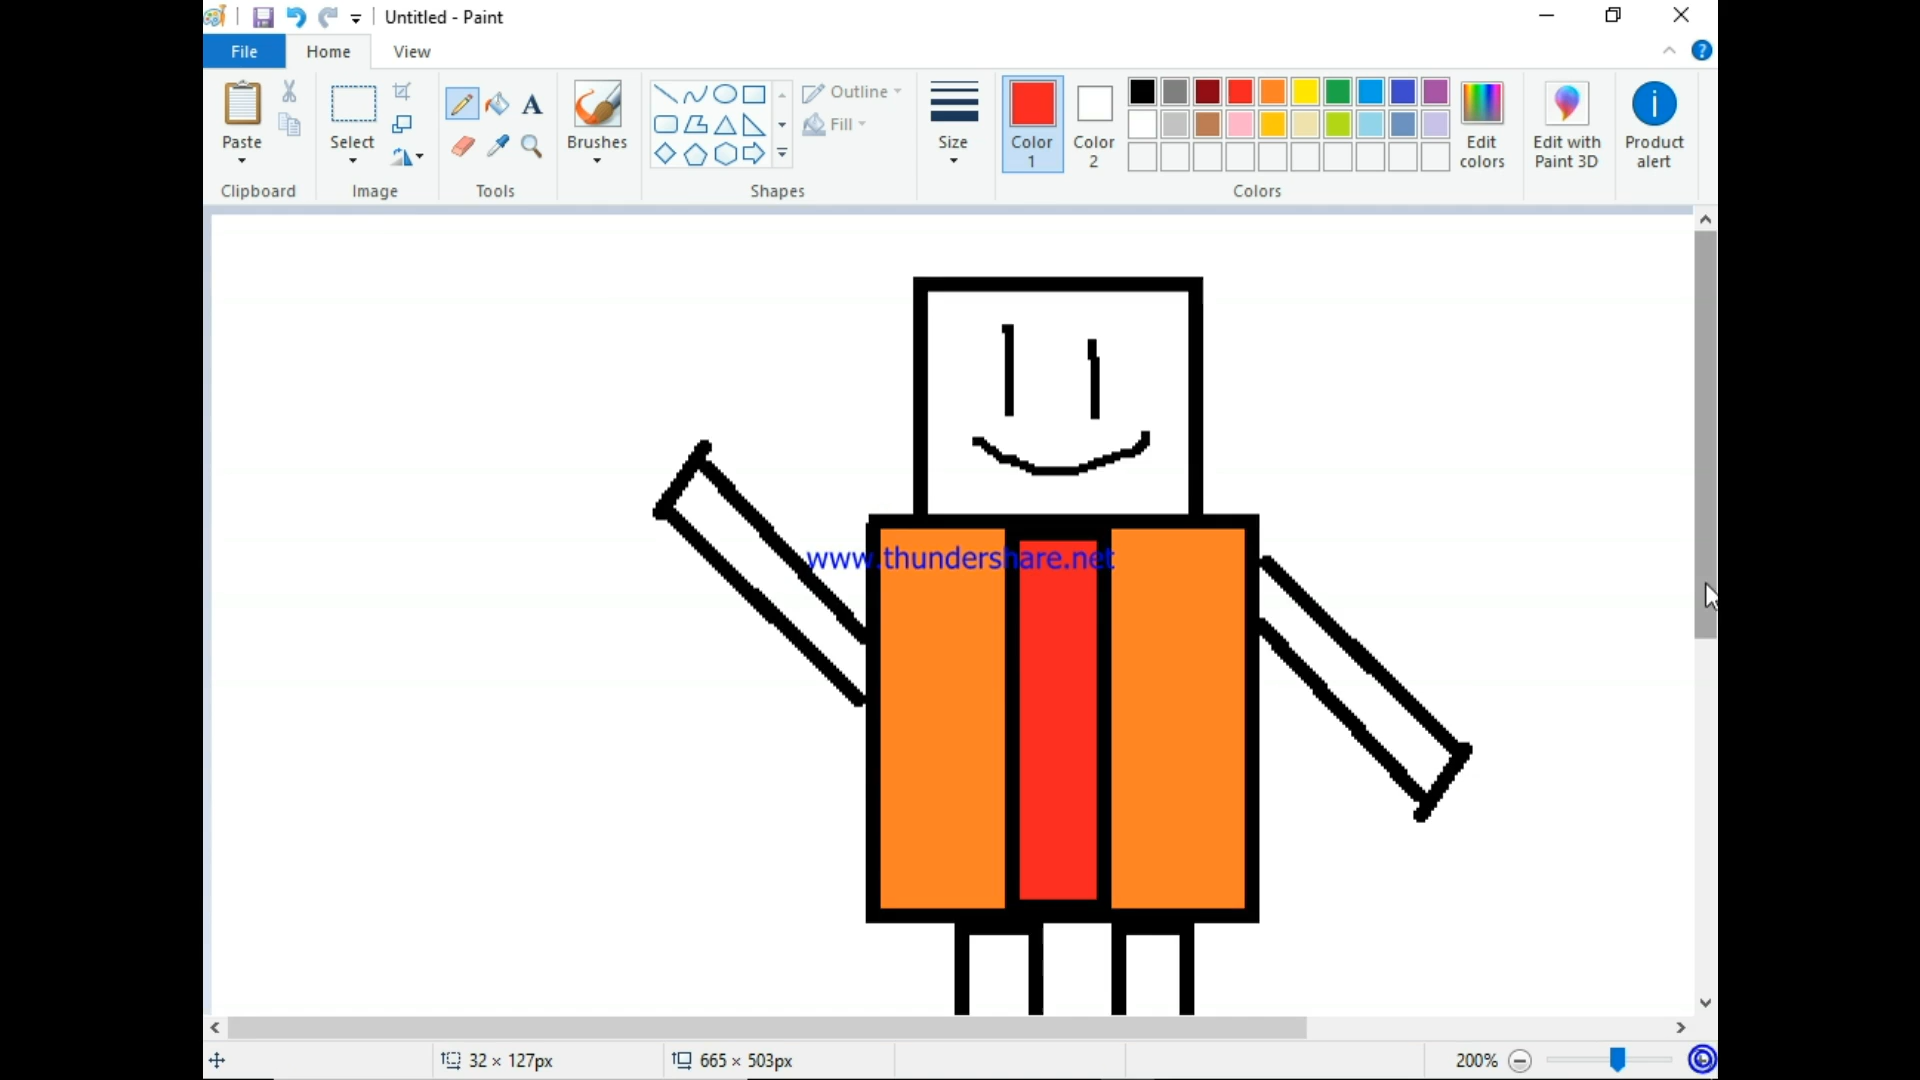 Untitled - Paint
File Home View
Outline
Fill
Paste Select Brushes Size Color 1 Color 2 Edit colors Edit with Paint 3D Product alert
Clipboard Image Tools Shapes Colors
www.thundershare.net
32 × 127px 665 × 503px 200%